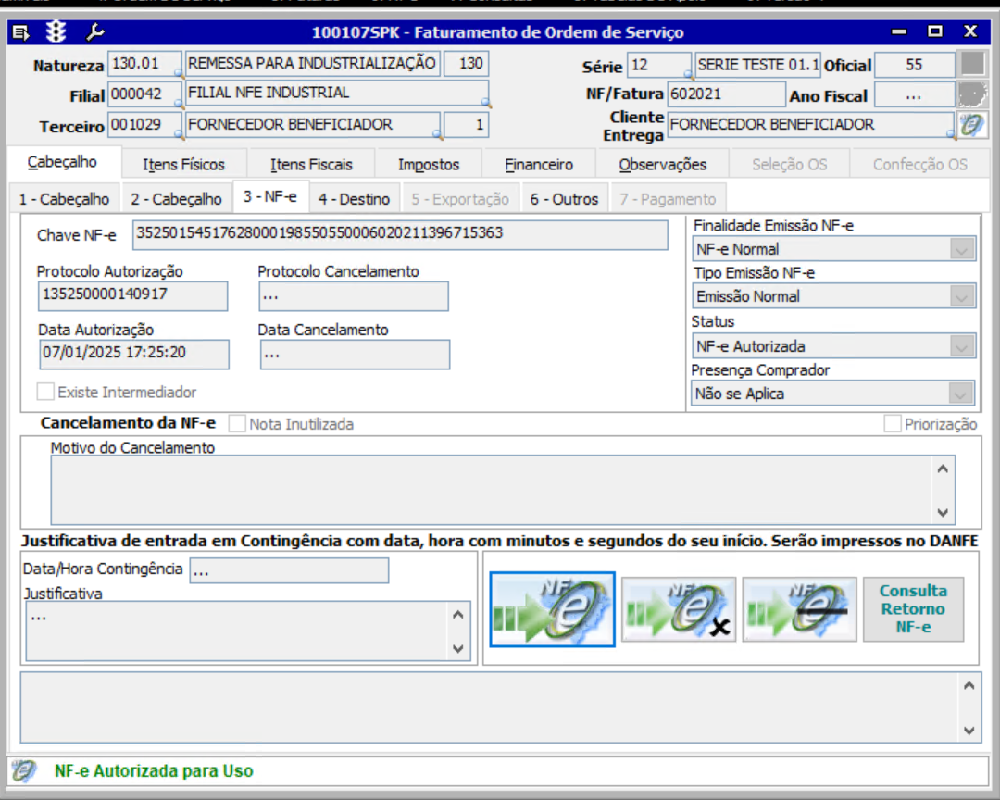 100107SPK - Faturamento de Ordem de Serviço
Natureza 130.01 REMESSA PARA INDUSTRIALIZAÇÃO 130 Série 12 SERIE TESTE 01.1 Oficial 55
Filial 000042 FILIAL NFE INDUSTRIAL NF/Fatura 602021 Ano Fiscal ...
Terceiro 001029 FORNECEDOR BENEFICIADOR 1 Cliente Entrega FORNECEDOR BENEFICIADOR
Cabeçalho Itens Físicos Itens Fiscais Impostos Financeiro Observações Seleção OS Confecção OS
1 - Cabeçalho 2 - Cabeçalho 3 - NF-e 4 - Destino 5 - Exportação 6 - Outros 7 - Pagamento
Chave NF-e 35250154517628000198550550006020211396715363
Finalidade Emissão NF-e
NF-e Normal
Protocolo Autorização Protocolo Cancelamento
Tipo Emissão NF-e
135250000140917 ...
Emissão Normal
Data Autorização Data Cancelamento
Status
07/01/2025 17:25:20 ...
NF-e Autorizada
Presença Comprador
Existe Intermediador
Não se Aplica
Cancelamento da NF-e Nota Inutilizada Priorização
Motivo do Cancelamento
Justificativa de entrada em Contingência com data, hora com minutos e segundos do seu início. Serão impressos no DANFE
Data/Hora Contingência ...
Justificativa
...
NF-e NF-e NF-e
Consulta
Retorno
NF-e
NF-e Autorizada para Uso